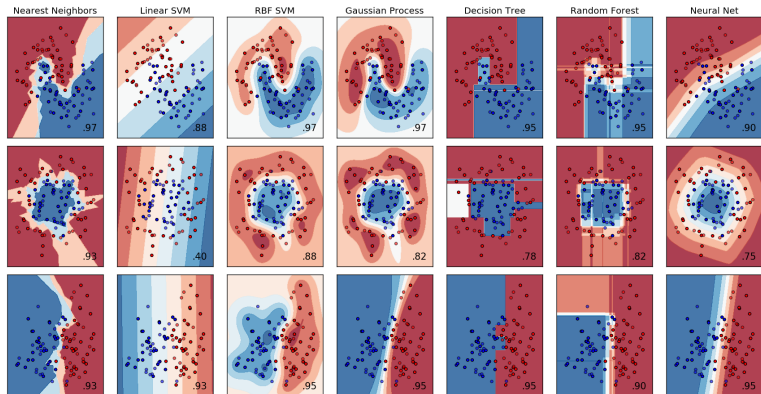 Nearest Neighbors Linear SVM RBF SVM Gaussian Process Decision Tree Random Forest Neural Net
.97 .88 .97 .97 .95 .95 .90
.93 .40 .88 .82 .78 .82 .75
.93 .93 .95 .95 .95 .90 .95